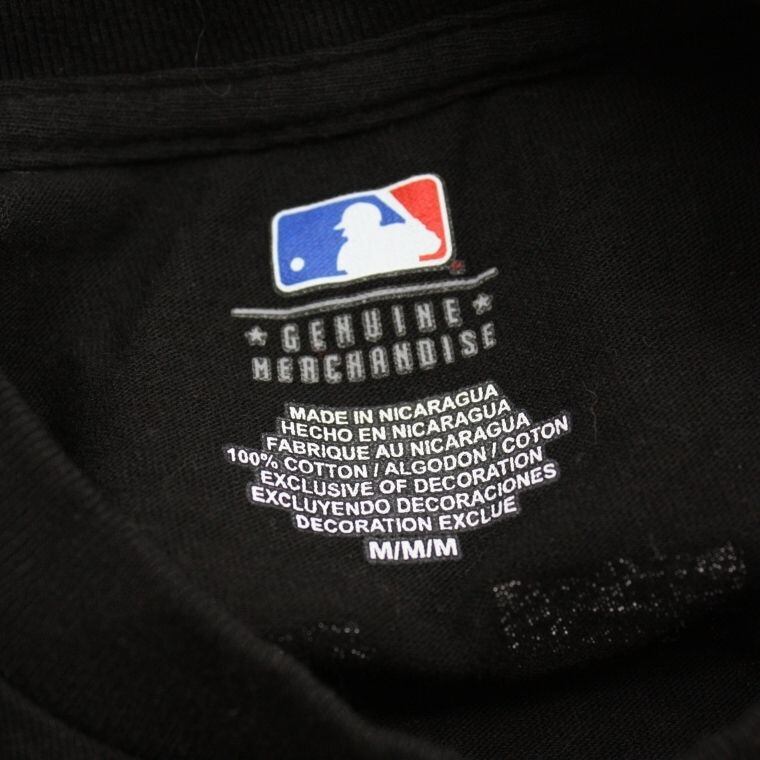 ★ GENUINE ★
MERCHANDISE
MADE IN NICARAGUA
HECHO EN NICARAGUA
FABRIQUE AU NICARAGUA
100% COTTON / ALGODON / COTON
EXCLUSIVE OF DECORATION
EXCLUYENDO DECORACIONES
DECORATION EXCLUE
M/M/M